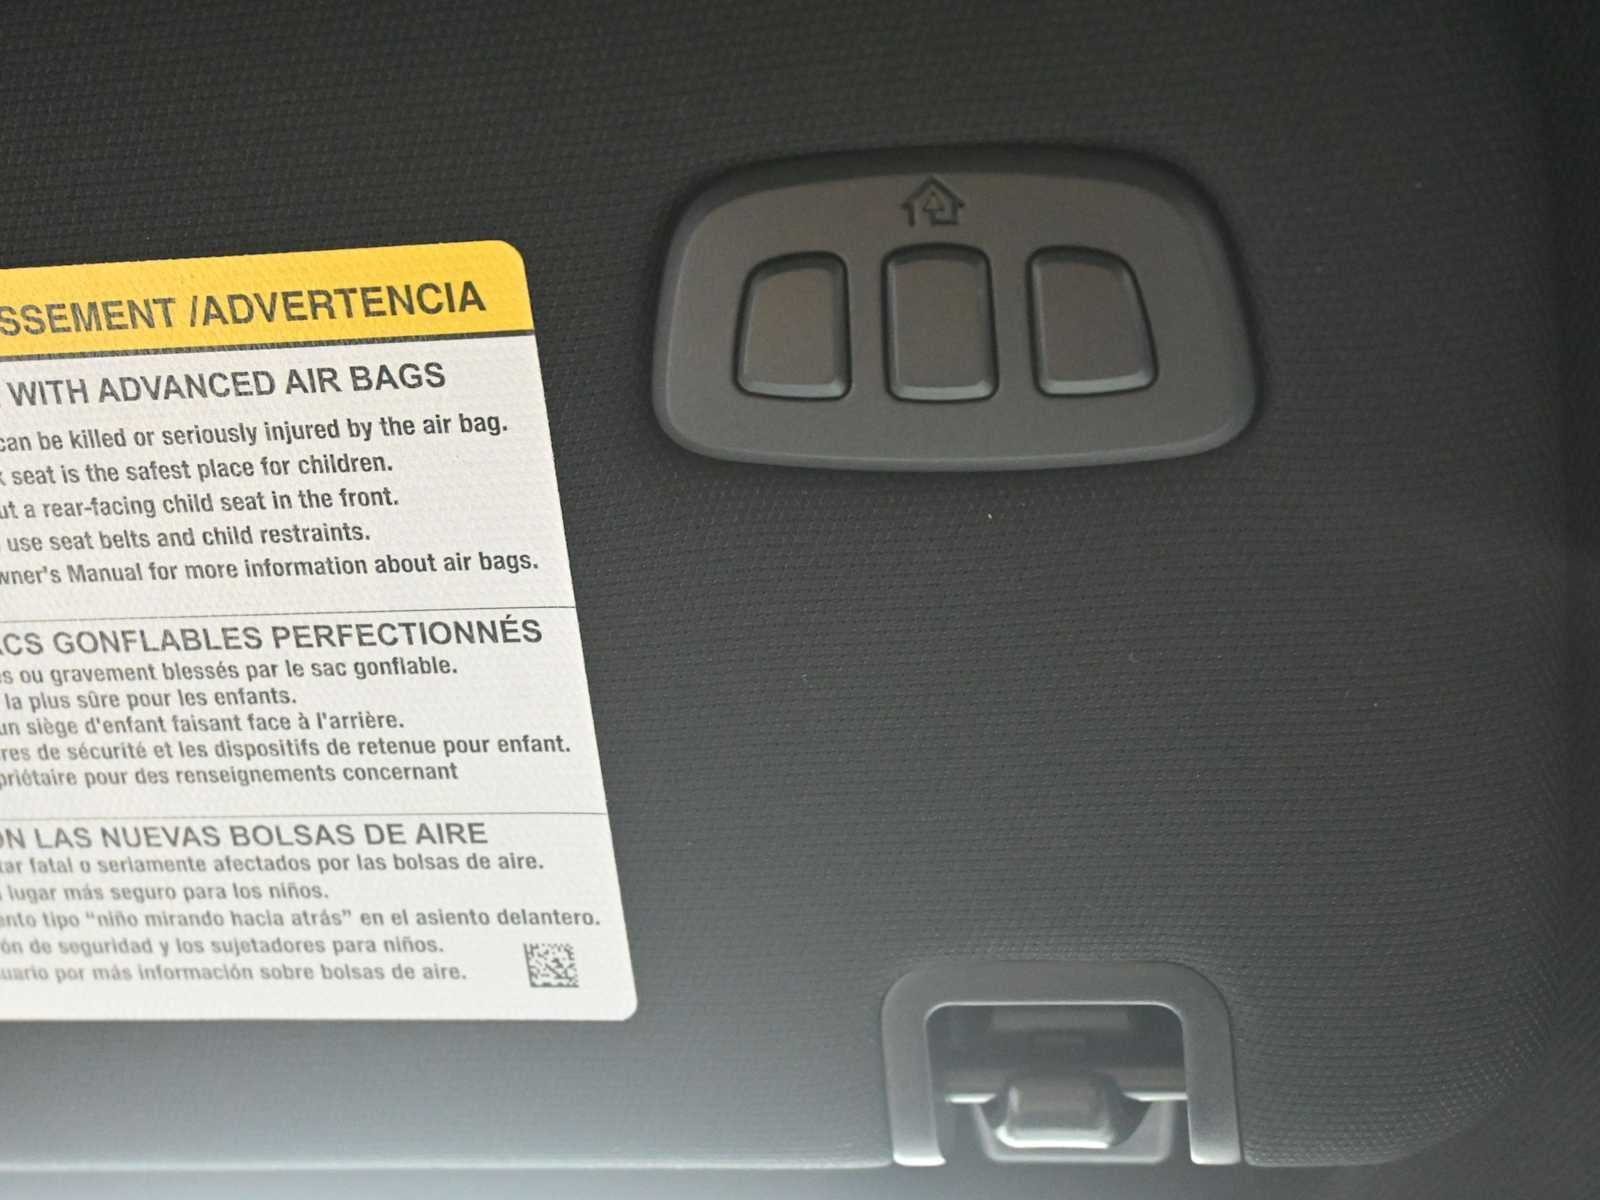 SSEMENT /ADVERTENCIA
WITH ADVANCED AIR BAGS
can be killed or seriously injured by the air bag.
seat is the safest place for children.
a rear-facing child seat in the front.
use seat belts and child restraints.
wner's Manual for more information about air bags.
ACS GONFLABLES PERFECTIONNÉS
ou gravement blessés par le sac gonflable.
la plus sûre pour les enfants.
un siège d'enfant faisant face à l'arrière.
res de sécurité et les dispositifs de retenue pour enfant.
priétaire pour des renseignements concernant
ON LAS NUEVAS BOLSAS DE AIRE
tar fatal o seriamente afectados por las bolsas de aire.
lugar más seguro para los niños.
ento tipo “niño mirando hacia atrás” en el asiento delantero.
ón de seguridad y los sujetadores para niños.
uario por más información sobre bolsas de aire.